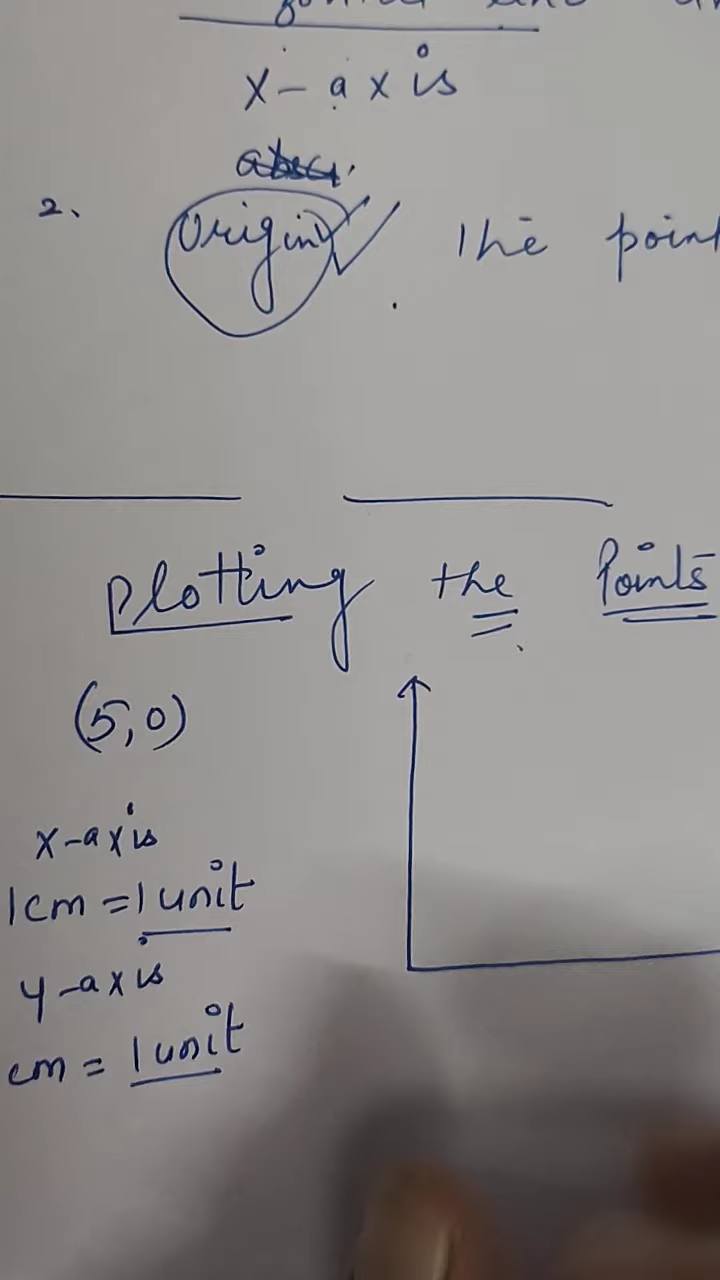 x-axis
2. Origin The point
Plotting the Points
(5,0)
x-axis
1cm = 1 unit
y-axis
cm = 1 unit